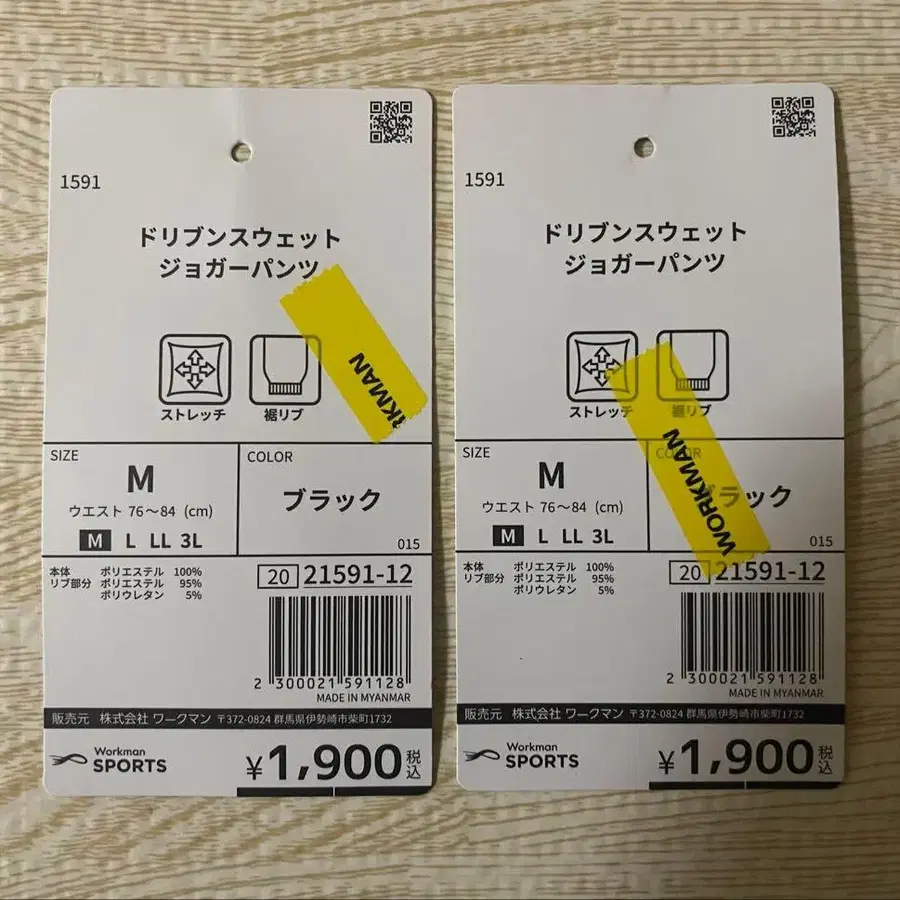 1591
ドリブンスウェット
ジョガーパンツ
ストレッチ
裾リブ
RKMAN
SIZE
M
ウエスト 76〜84 (cm)
M L LL 3L
COLOR
ブラック
015
本体 ポリエステル 100%
リブ部分 ポリエステル 95%
ポリウレタン 5%
20 21591-12
2 300021 591128
MADE IN MYANMAR
販売元 株式会社 ワークマン 〒372-0824 群馬県伊勢崎市柴町1732
Workman
SPORTS
¥1,900税込
1591
ドリブンスウェット
ジョガーパンツ
ストレッチ
裾リブ
WORKMAN
SIZE
M
ウエスト 76〜84 (cm)
M L LL 3L
COLOR
ブラック
015
本体 ポリエステル 100%
リブ部分 ポリエステル 95%
ポリウレタン 5%
20 21591-12
2 300021 591128
MADE IN MYANMAR
販売元 株式会社 ワークマン 〒372-0824 群馬県伊勢崎市柴町1732
Workman
SPORTS
¥1,900税込